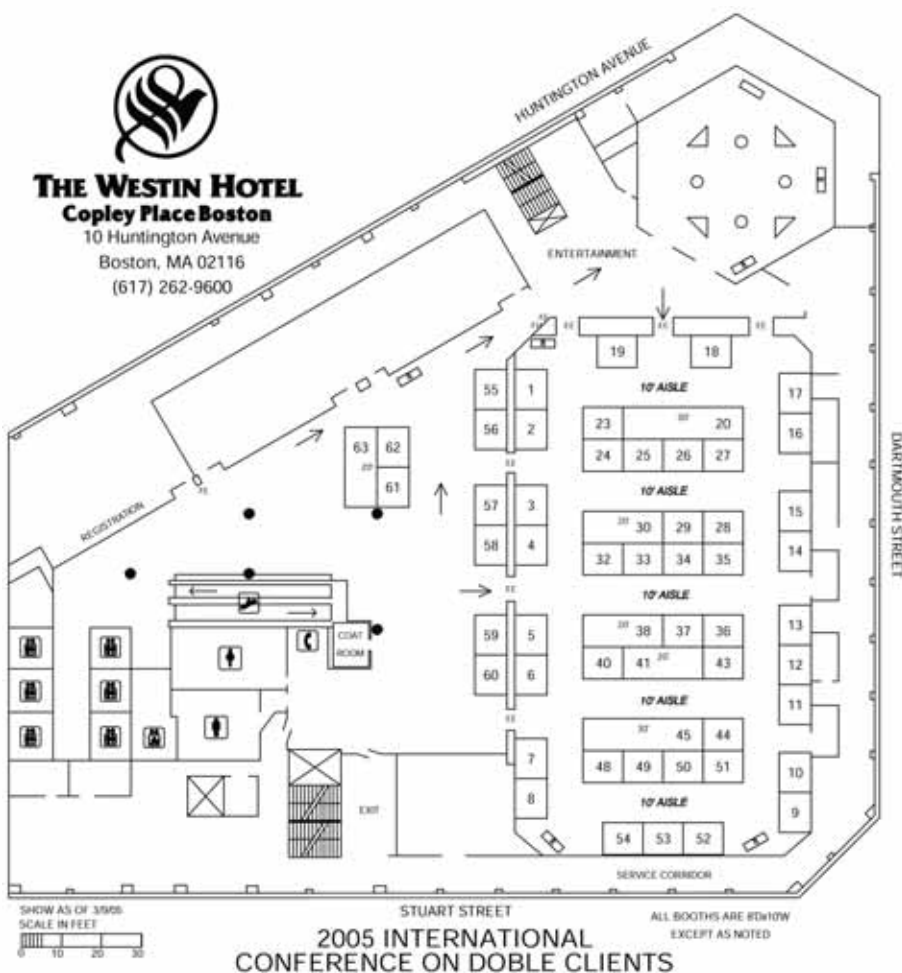 THE WESTIN HOTEL
Copley Place Boston
10 Huntington Avenue
Boston, MA 02116
(617) 262-9600
HUNTINGTON AVENUE
ENTERTAINMENT
DARTMOUTH STREET
REGISTRATION
19
18
10' AISLE
55
1
56
2
17
16
23
20
24
25
26
27
63
62
61
10' AISLE
57
3
58
4
30
29
28
32
33
34
35
15
14
10' AISLE
COAT
ROOM
59
5
60
6
38
37
36
40
41
43
13
12
11
10' AISLE
45
44
48
49
50
51
7
8
10
9
10' AISLE
54
53
52
EXIT
SERVICE CORRIDOR
STUART STREET
SHOW AS OF 3/9/05
SCALE IN FEET
0 10 20 30
ALL BOOTHS ARE 8'Dx10'W
EXCEPT AS NOTED
2005 INTERNATIONAL
CONFERENCE ON DOBLE CLIENTS